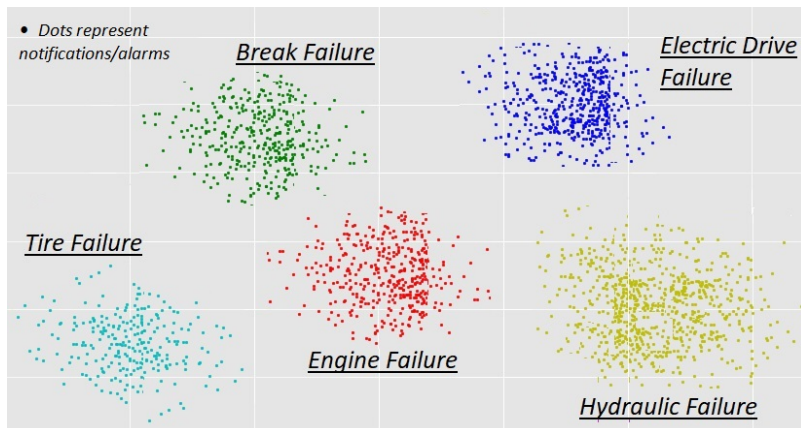 • Dots represent
notifications/alarms
Break Failure
Electric Drive
Failure
Tire Failure
Engine Failure
Hydraulic Failure